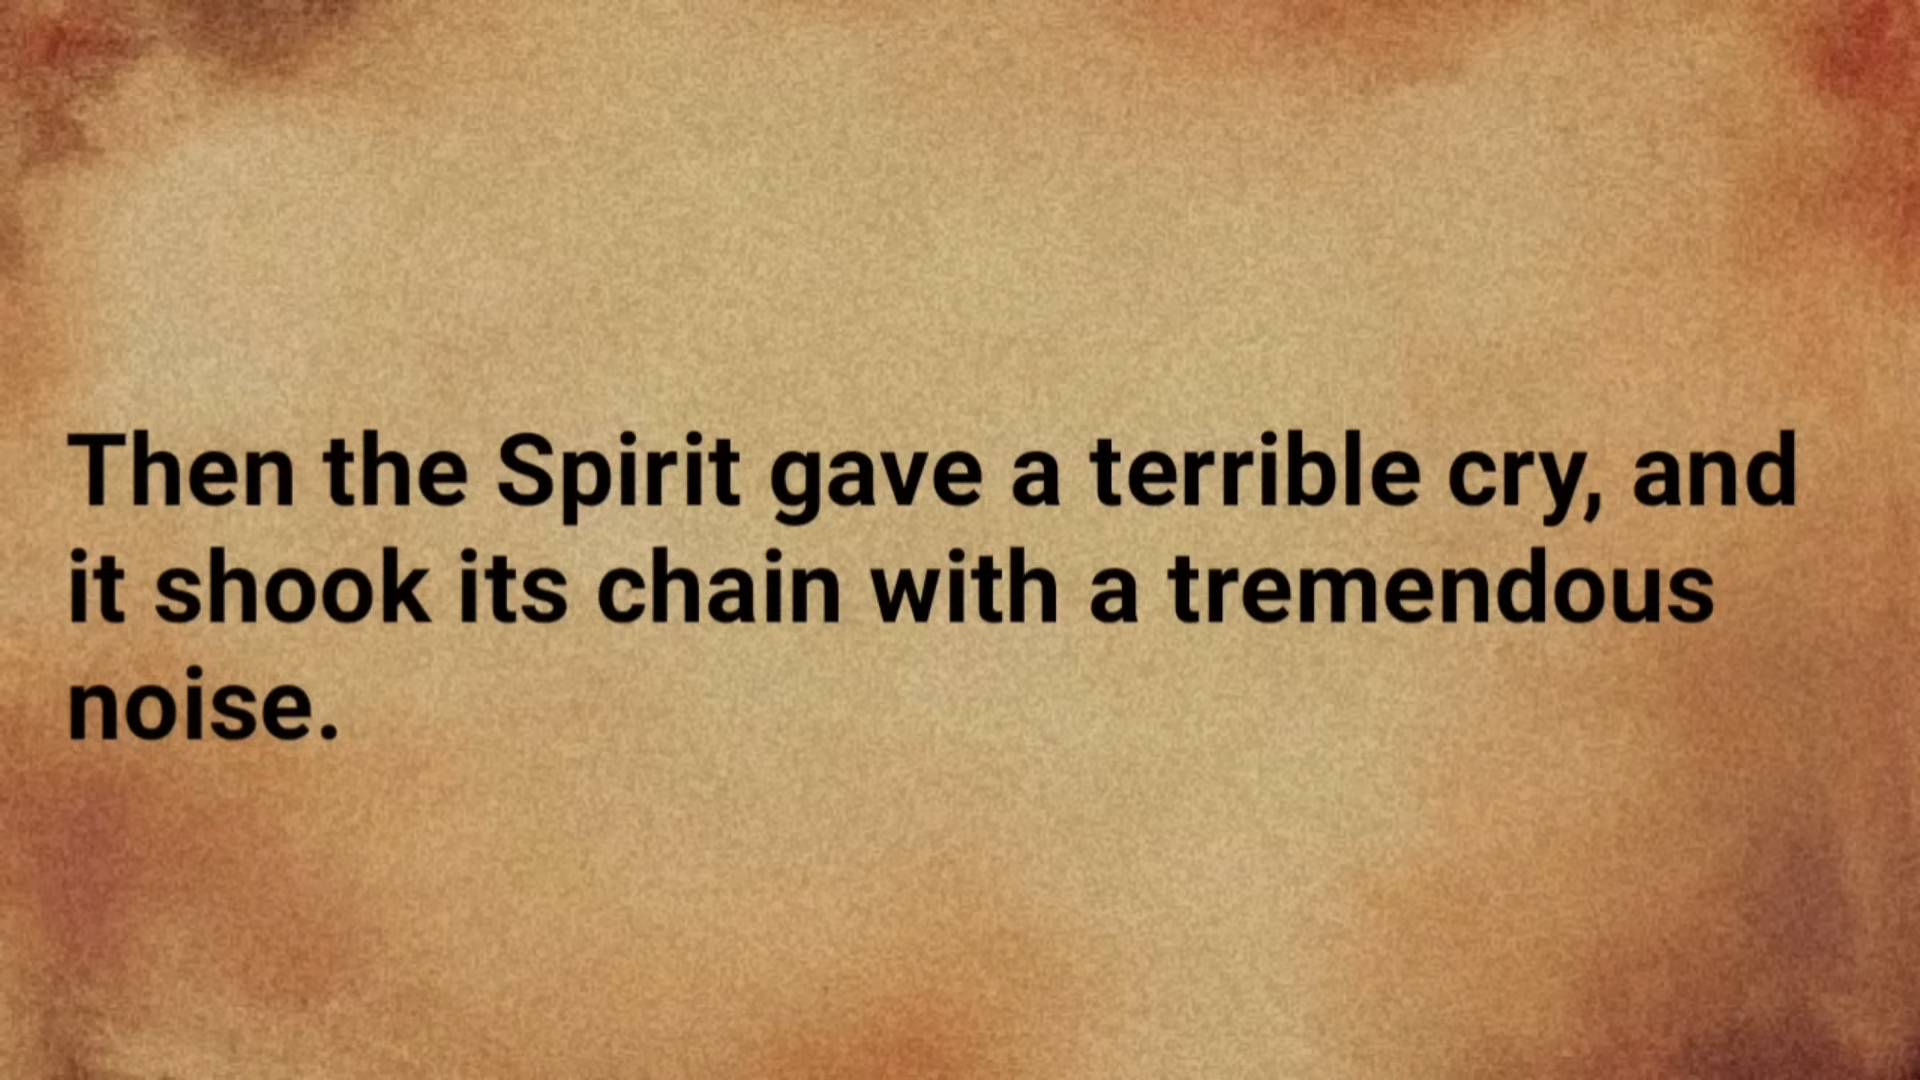 Then the Spirit gave a terrible cry, and
it shook its chain with a tremendous
noise.